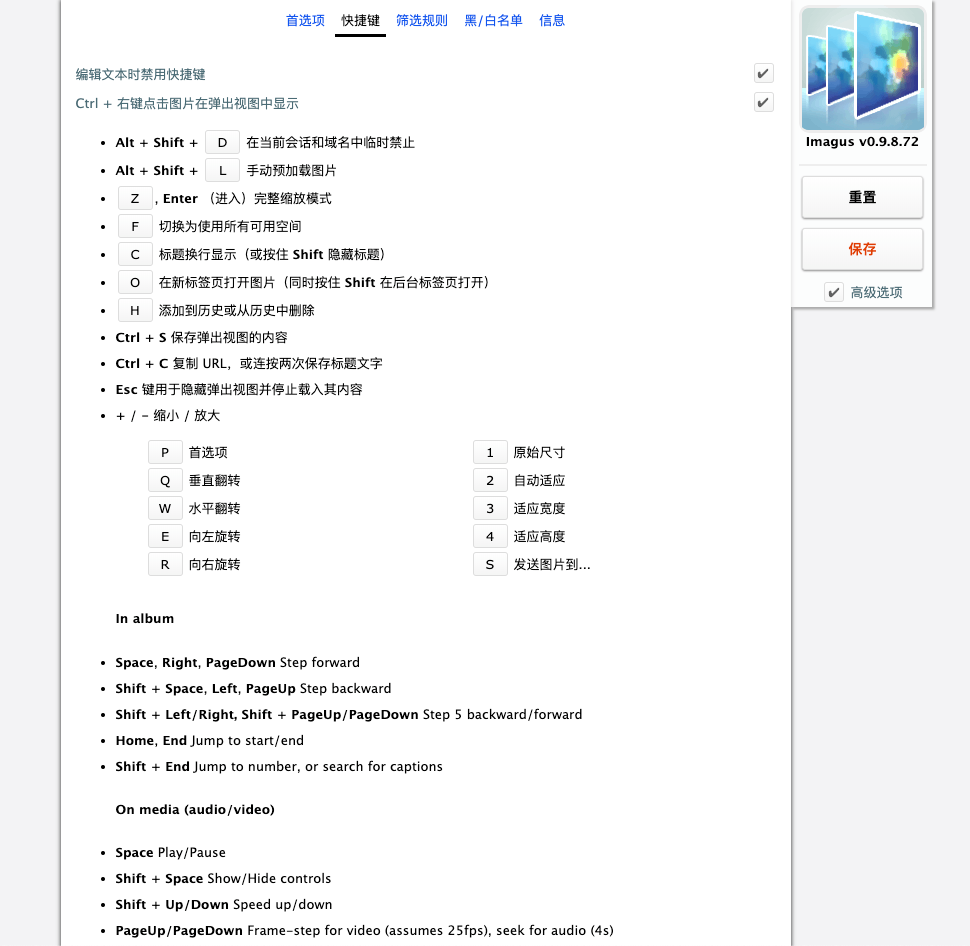 首选项 快捷键 筛选规则 黑/白名单 信息
编辑文本时禁用快捷键
Ctrl + 右键点击图片在弹出视图中显示
Alt + Shift + D 在当前会话和域名中临时禁止
Alt + Shift + L 手动预加载图片
Z , Enter （进入）完整缩放模式
F 切换为使用所有可用空间
C 标题换行显示（或按住 Shift 隐藏标题）
O 在新标签页打开图片（同时按住 Shift 在后台标签页打开）
H 添加到历史或从历史中删除
Ctrl + S 保存弹出视图的内容
Ctrl + C 复制 URL，或连按两次保存标题文字
Esc 键用于隐藏弹出视图并停止载入其内容
+ / - 缩小 / 放大
P 首选项
Q 垂直翻转
W 水平翻转
E 向左旋转
R 向右旋转
1 原始尺寸
2 自动适应
3 适应宽度
4 适应高度
S 发送图片到...
In album
Space, Right, PageDown Step forward
Shift + Space, Left, PageUp Step backward
Shift + Left/Right, Shift + PageUp/PageDown Step 5 backward/forward
Home, End Jump to start/end
Shift + End Jump to number, or search for captions
On media (audio/video)
Space Play/Pause
Shift + Space Show/Hide controls
Shift + Up/Down Speed up/down
PageUp/PageDown Frame-step for video (assumes 25fps), seek for audio (4s)
Imagus v0.9.8.72
重置
保存
高级选项